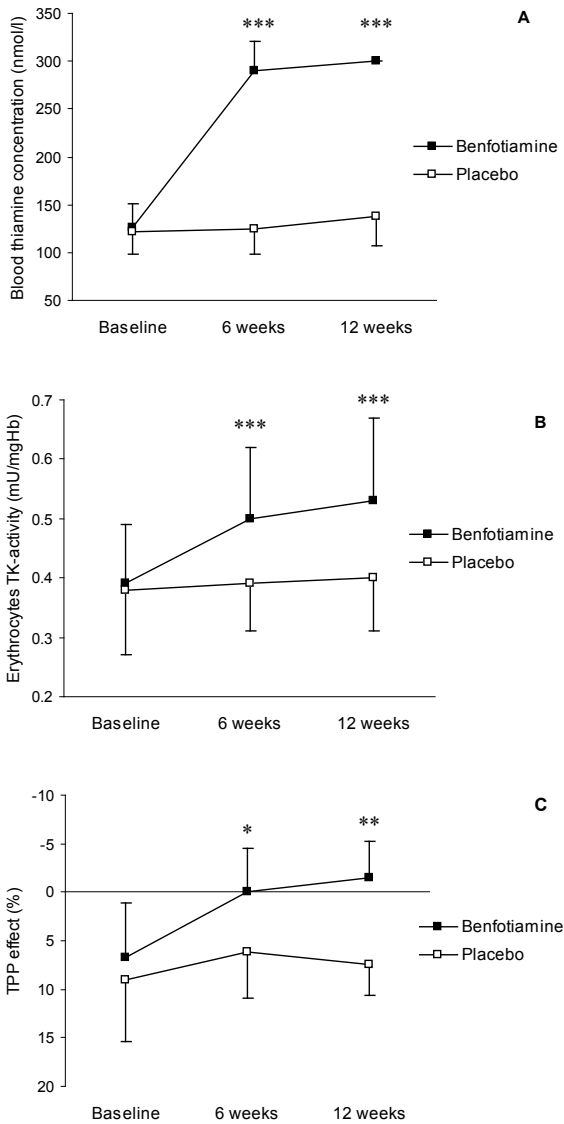 A
*** ***
Blood thiamine concentration (nmol/l)
350
300
250
200
150
100
50
Baseline 6 weeks 12 weeks
Benfotiamine
Placebo
B
*** ***
Erythrocytes TK-activity (mU/mgHb)
0.7
0.6
0.5
0.4
0.3
0.2
Baseline 6 weeks 12 weeks
Benfotiamine
Placebo
C
* **
TPP effect (%)
-10
-5
0
5
10
15
20
Baseline 6 weeks 12 weeks
Benfotiamine
Placebo